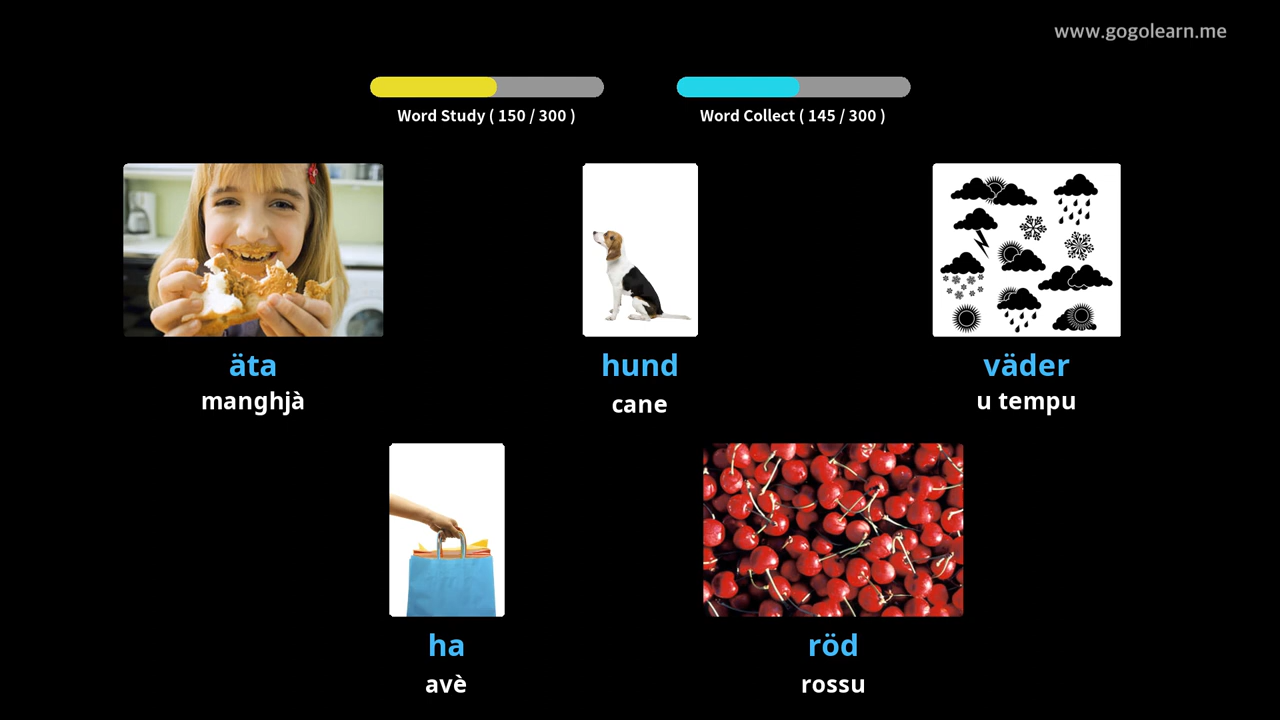 www.gogolearn.me
Word Study ( 150 / 300 )
Word Collect ( 145 / 300 )
äta
manghjà
hund
cane
väder
u tempu
ha
avè
röd
rossu